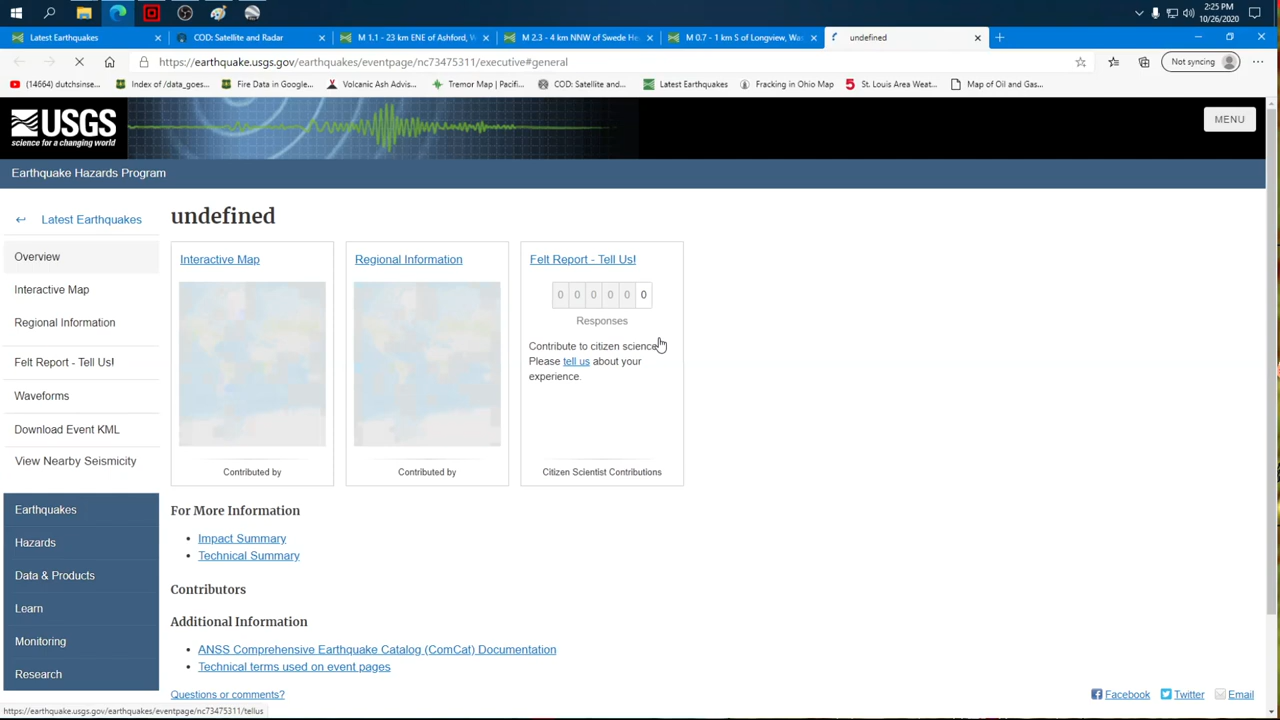 2:25 PM
10/26/2020
Latest Earthquakes
COD: Satellite and Radar
M 1.1 - 23 km ENE of Ashford, W
M 2.3 - 4 km NNW of Swede He
M 0.7 - 1 km S of Longview, Was
undefined
https://earthquake.usgs.gov/earthquakes/eventpage/nc73475311/executive#general
Not syncing
(14664) dutchsinse...
Index of /data_goes...
Fire Data in Google...
Volcanic Ash Advis...
Tremor Map | Pacifi...
COD: Satellite and...
Latest Earthquakes
Fracking in Ohio Map
St. Louis Area Weat...
Map of Oil and Gas...
USGS
science for a changing world
MENU
Earthquake Hazards Program
Latest Earthquakes
Overview
Interactive Map
Regional Information
Felt Report - Tell Us!
Waveforms
Download Event KML
View Nearby Seismicity
Earthquakes
Hazards
Data & Products
Learn
Monitoring
Research
undefined
Interactive Map
Contributed by
Regional Information
Contributed by
Felt Report - Tell Us!
0 0 0 0 0 0
Responses
Contribute to citizen science.
Please tell us about your
experience.
Citizen Scientist Contributions
For More Information
• Impact Summary
• Technical Summary
Contributors
Additional Information
• ANSS Comprehensive Earthquake Catalog (ComCat) Documentation
• Technical terms used on event pages
Questions or comments?
Facebook
Twitter
Email
https://earthquake.usgs.gov/earthquakes/eventpage/nc73475311/tellus